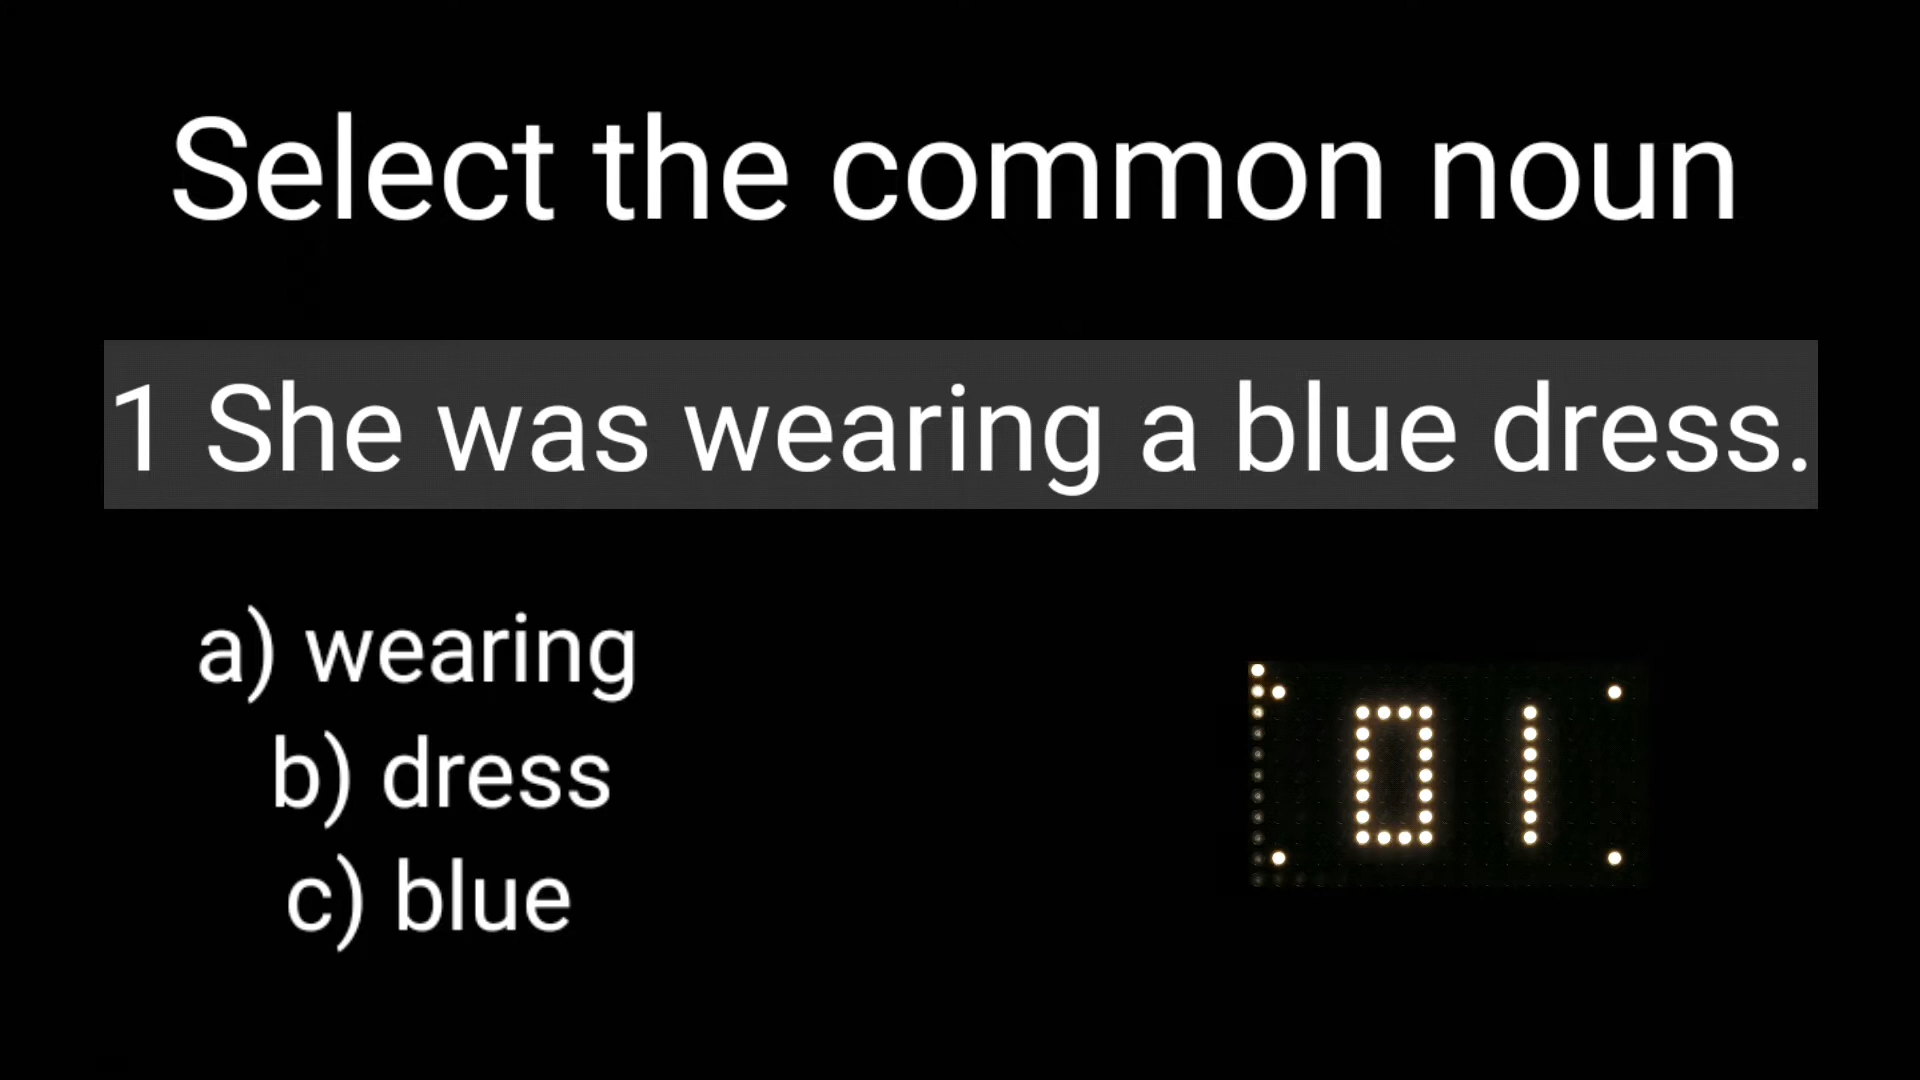 Select the common noun
1 She was wearing a blue dress.
a) wearing
b) dress
c) blue
01